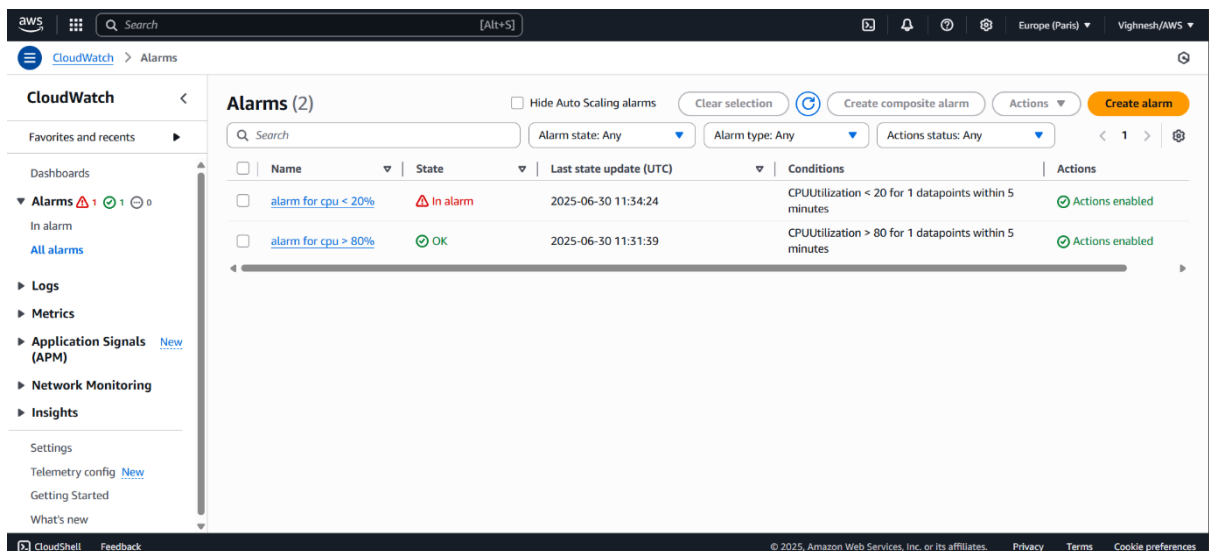 aws
Search
[Alt+S]
Europe (Paris)
Vighnesh/AWS
CloudWatch > Alarms
CloudWatch
Favorites and recents
Dashboards
Alarms 1 1 0
In alarm
All alarms
Logs
Metrics
Application Signals New
(APM)
Network Monitoring
Insights
Settings
Telemetry config New
Getting Started
What's new
Alarms (2)
Hide Auto Scaling alarms
Clear selection
Create composite alarm
Actions
Create alarm
Search
Alarm state: Any
Alarm type: Any
Actions status: Any
1
Name State Last state update (UTC) Conditions Actions
alarm for cpu < 20% In alarm 2025-06-30 11:34:24 CPUUtilization < 20 for 1 datapoints within 5 minutes Actions enabled
alarm for cpu > 80% OK 2025-06-30 11:31:39 CPUUtilization > 80 for 1 datapoints within 5 minutes Actions enabled
CloudShell Feedback © 2025, Amazon Web Services, Inc. or its affiliates. Privacy Terms Cookie preferences